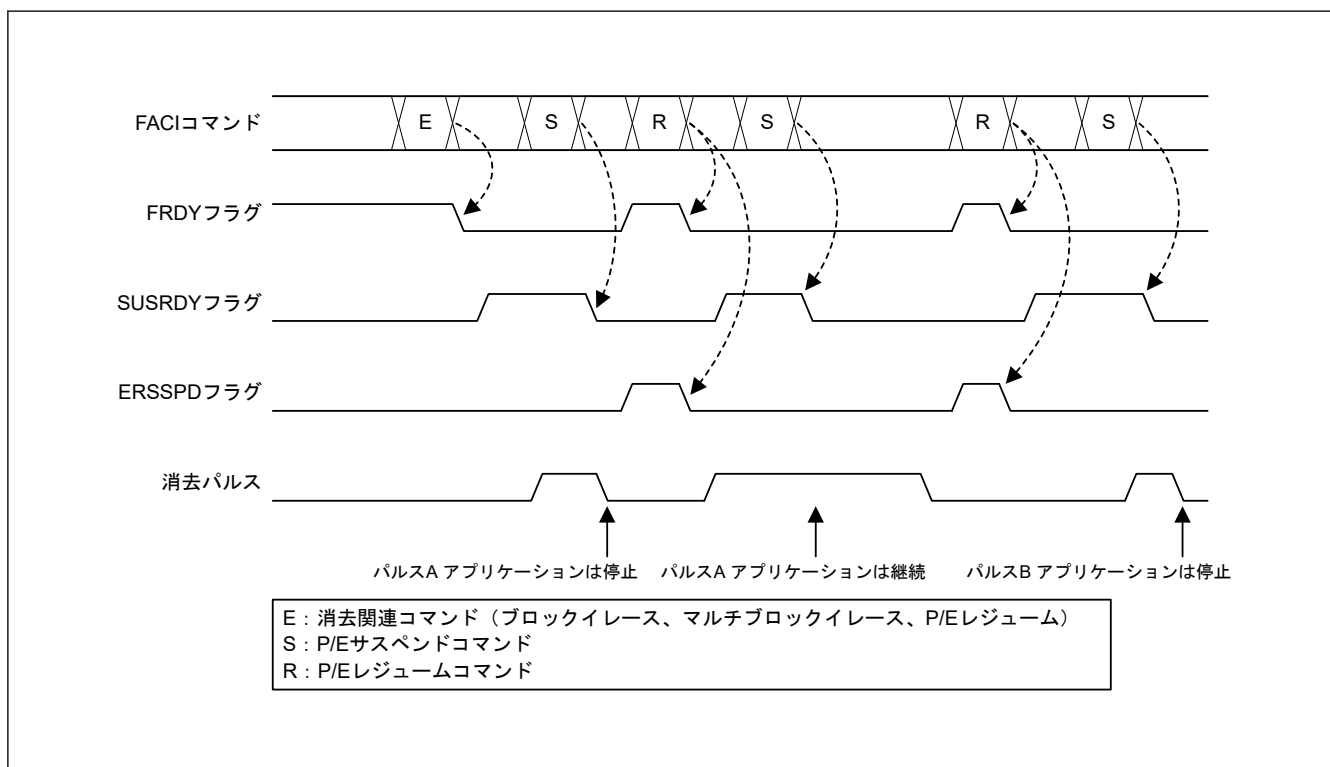 FACIコマンド
E S R S R S
FRDYフラグ
SUSRDYフラグ
ERSSPDフラグ
消去パルス
パルスA アプリケーションは停止 パルスA アプリケーションは継続 パルスB アプリケーションは停止
E：消去関連コマンド（ブロックイレース、マルチブロックイレース、P/Eレジューム）
S：P/Eサスペンドコマンド
R：P/Eレジュームコマンド